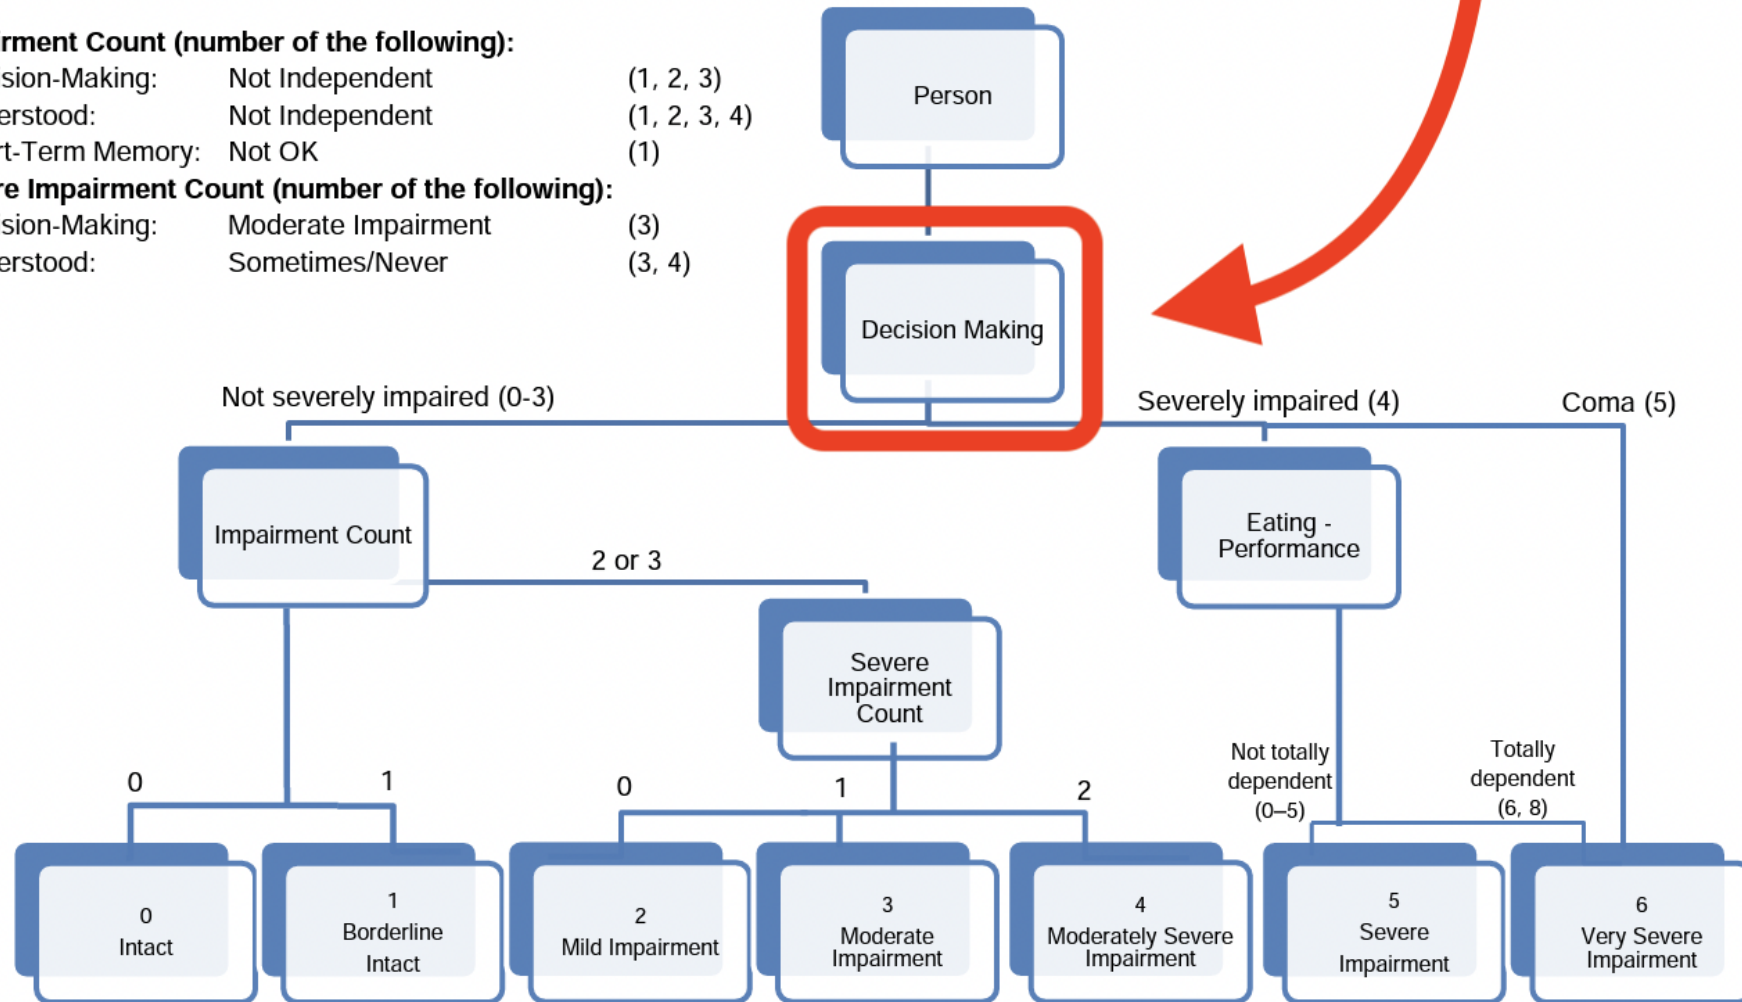 irment Count (number of the following):
ision-Making: Not Independent (1, 2, 3)
erstood: Not Independent (1, 2, 3, 4)
rt-Term Memory: Not OK (1)
re Impairment Count (number of the following):
ision-Making: Moderate Impairment (3)
erstood: Sometimes/Never (3, 4)
Person
Decision Making
Not severely impaired (0-3)
Severely impaired (4)
Coma (5)
Impairment Count
2 or 3
Eating -
Performance
Severe
Impairment
Count
Not totally
dependent
(0–5)
Totally
dependent
(6, 8)
0
1
0
1
2
0
Intact
1
Borderline
Intact
2
Mild Impairment
3
Moderate
Impairment
4
Moderately Severe
Impairment
5
Severe
Impairment
6
Very Severe
Impairment